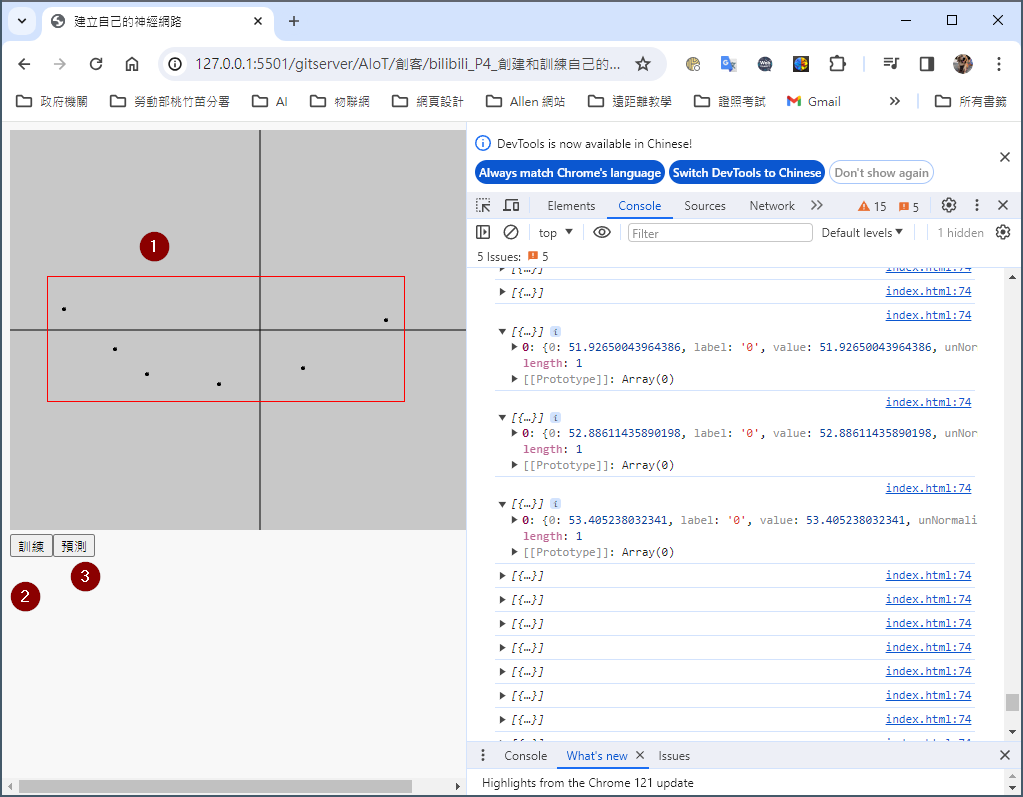 建立自己的神經網路
127.0.0.1:5501/gitserver/AIoT/創客/bilibili_P4_創建和訓練自己的...
政府機關 勞動部桃竹苗分署 AI 物聯網 網頁設計 Allen 網站 遠距離教學 證照考試 Gmail 所有書籤
1
訓練 預測
3
2
DevTools is now available in Chinese!
Always match Chrome's language Switch DevTools to Chinese Don't show again
Elements Console Sources Network 15 5
top Filter Default levels 1 hidden
5 Issues: 5
[{…}] index.html:74
[{…}] index.html:74
index.html:74
[{…}] i
0: {0: 51.92650043964386, label: '0', value: 51.92650043964386, unNor
length: 1
[[Prototype]]: Array(0)
index.html:74
[{…}] i
0: {0: 52.88611435890198, label: '0', value: 52.88611435890198, unNor
length: 1
[[Prototype]]: Array(0)
index.html:74
[{…}] i
0: {0: 53.405238032341, label: '0', value: 53.405238032341, unNormali
length: 1
[[Prototype]]: Array(0)
[{…}] index.html:74
[{…}] index.html:74
[{…}] index.html:74
[{…}] index.html:74
[{…}] index.html:74
[{…}] index.html:74
[{…}] index.html:74
Console What's new Issues
Highlights from the Chrome 121 update